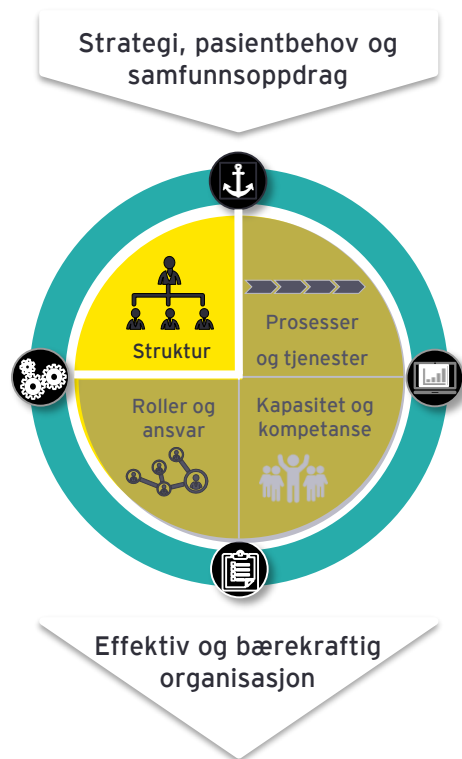 Strategi, pasientbehov og
samfunnsoppdrag
Struktur
Prosesser
og tjenester
Roller og
ansvar
Kapasitet og
kompetanse
Effektiv og bærekraftig
organisasjon